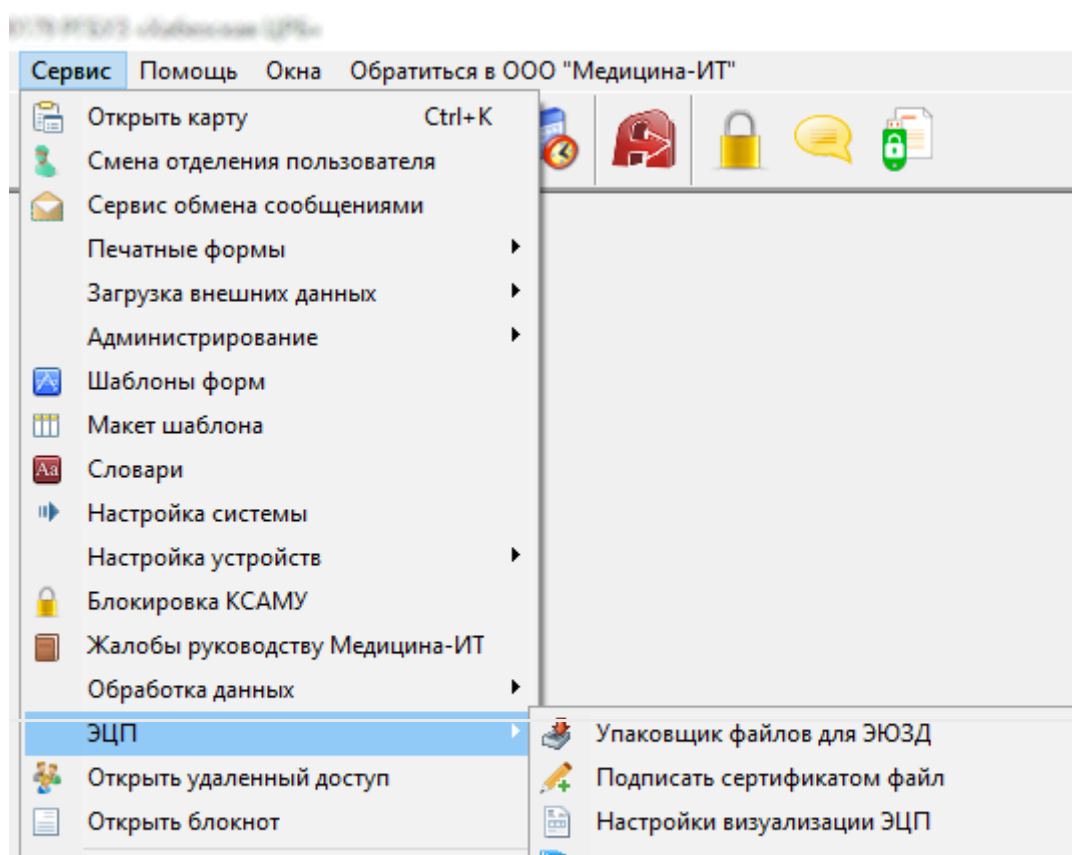 Сервис Помощь Окна Обратиться в ООО "Медицина-ИТ"
Открыть карту Ctrl+K
Смена отделения пользователя
Сервис обмена сообщениями
Печатные формы
Загрузка внешних данных
Администрирование
Шаблоны форм
Макет шаблона
Aa Словари
Настройка системы
Настройка устройств
Блокировка КСАМУ
Жалобы руководству Медицина-ИТ
Обработка данных
ЭЦП Упаковщик файлов для ЭЮЗД
Открыть удаленный доступ Подписать сертификатом файл
Открыть блокнот Настройки визуализации ЭЦП